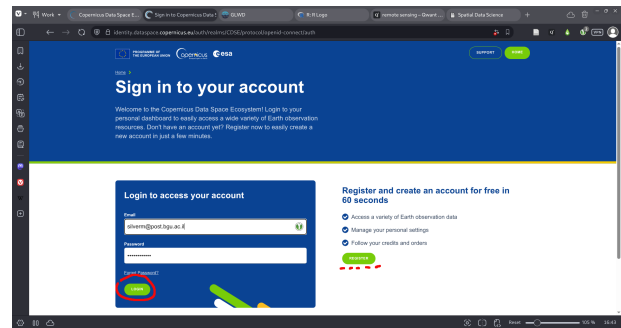 Work
Copernicus Data Space E...
Sign in to Copernicus Data S
GLWD
R: R Logo
remote sensing – Qwant ...
Spatial Data Science
identity.dataspace.copernicus.eu/auth/realms/CDSE/protocol/openid-connect/auth
VPN
PROGRAMME OF
THE EUROPEAN UNION
opernicus
esa
SUPPORT
HOME
Home >
Sign in to your account
Welcome to the Copernicus Data Space Ecosystem! Login to your
personal dashboard to easily access a wide variety of Earth observation
resources. Don't have an account yet? Register now to easily create a
new account in just a few minutes.
Login to access your account
Email
silverm@post.bgu.ac.il
Password
Forgot Password?
LOGIN
Register and create an account for free in
60 seconds
Access a variety of Earth observation data
Manage your personal settings
Follow your credits and orders
REGISTER
Reset
105 %
16:43